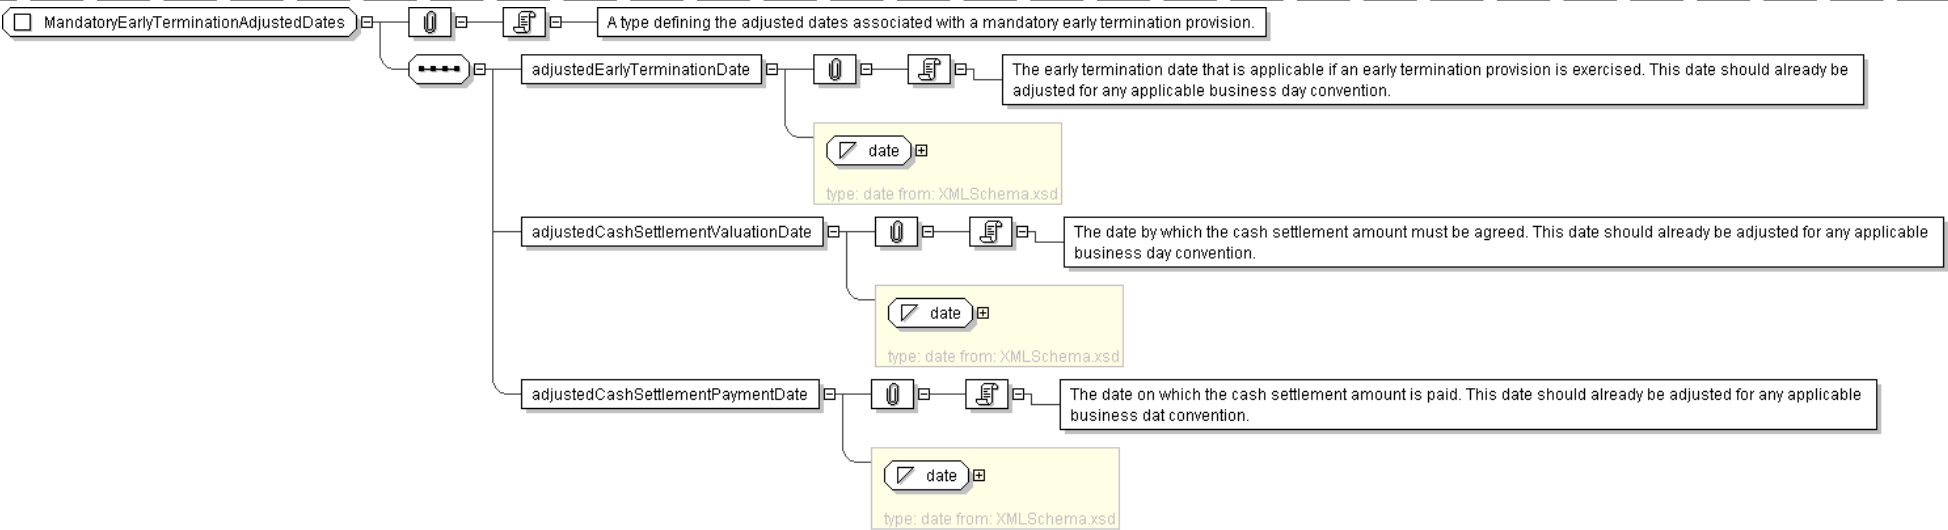 MandatoryEarlyTerminationAdjustedDates
A type defining the adjusted dates associated with a mandatory early termination provision.
adjustedEarlyTerminationDate
The early termination date that is applicable if an early termination provision is exercised. This date should already be
adjusted for any applicable business day convention.
date
type: date from: XMLSchema.xsd
adjustedCashSettlementValuationDate
The date by which the cash settlement amount must be agreed. This date should already be adjusted for any applicable
business day convention.
date
type: date from: XMLSchema.xsd
adjustedCashSettlementPaymentDate
The date on which the cash settlement amount is paid. This date should already be adjusted for any applicable
business dat convention.
date
type: date from: XMLSchema.xsd